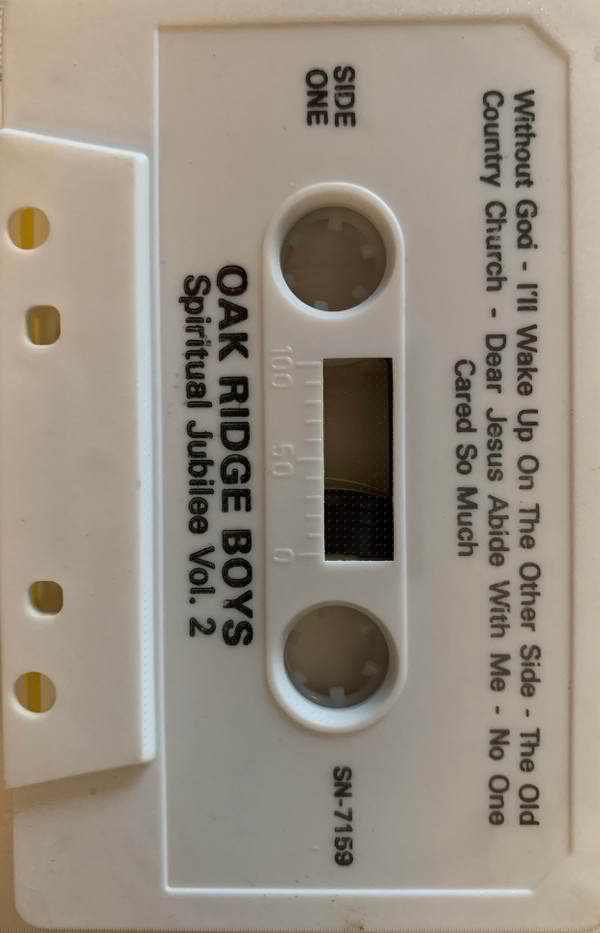 Without God - I'll Wake Up On The Other Side - The Old
Country Church - Dear Jesus Abide With Me - No One
Cared So Much
SIDE
ONE
SN-7159
100 50 0
OAK RIDGE BOYS
Spiritual Jubilee Vol. 2